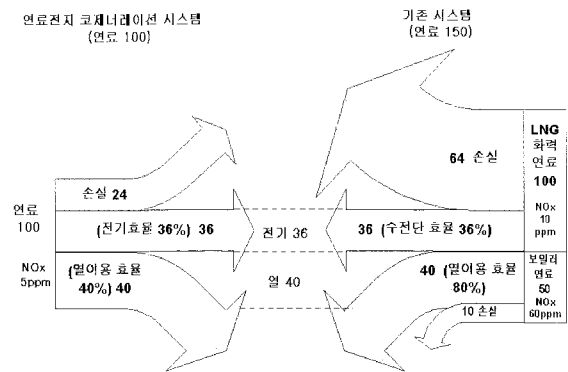 연료전지 코제너레이션 시스템
(연료 100)
기존 시스템
(연료 150)
손실 24
연료
100
(전기효율 36%) 36
NOx
5ppm
(열이용 효율
40%) 40
전기 36
열 40
64 손실
36 (수전단 효율 36%)
40 (열이용 효율
80%)
10 손실
LNG
화력
연료
100
NOx
10
ppm
보일러
연료
50
NOx
60ppm